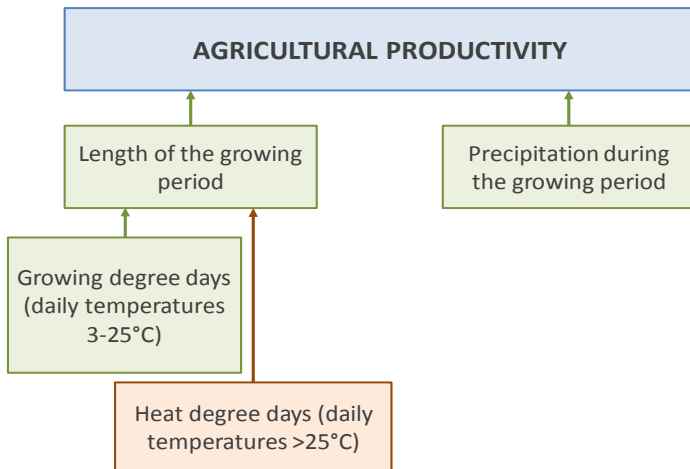 AGRICULTURAL PRODUCTIVITY
Length of the growing
period
Precipitation during
the growing period
Growing degree days
(daily temperatures
3-25°C)
Heat degree days (daily
temperatures >25°C)